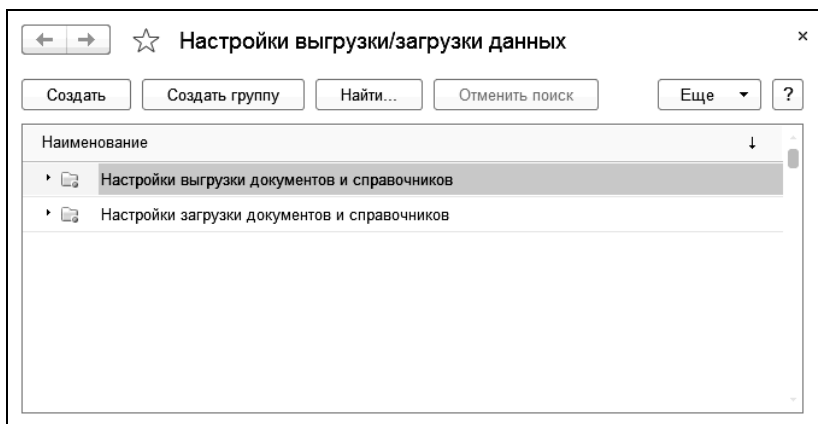 Настройки выгрузки/загрузки данных
Создать Создать группу Найти... Отменить поиск Еще ?
Наименование
Настройки выгрузки документов и справочников
Настройки загрузки документов и справочников